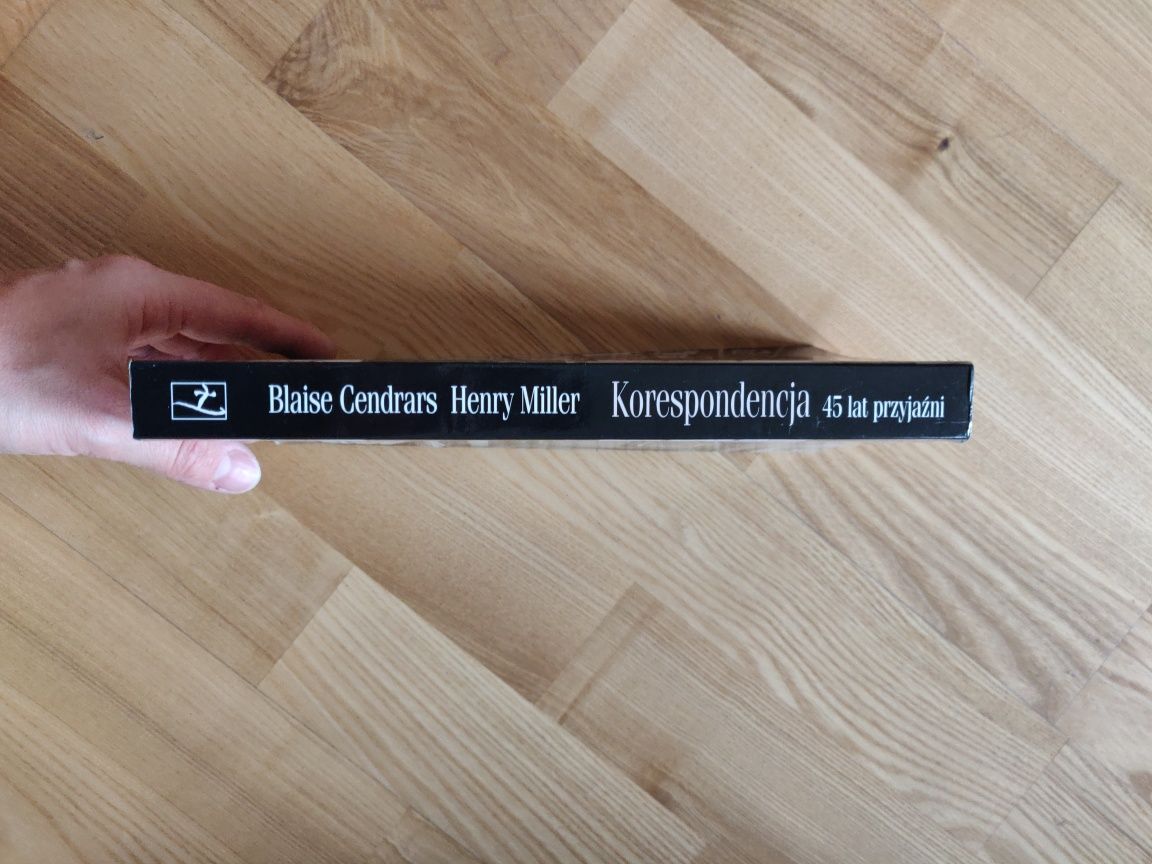 Blaise Cendrars Henry Miller Korespondencja 45 lat przyjaźni